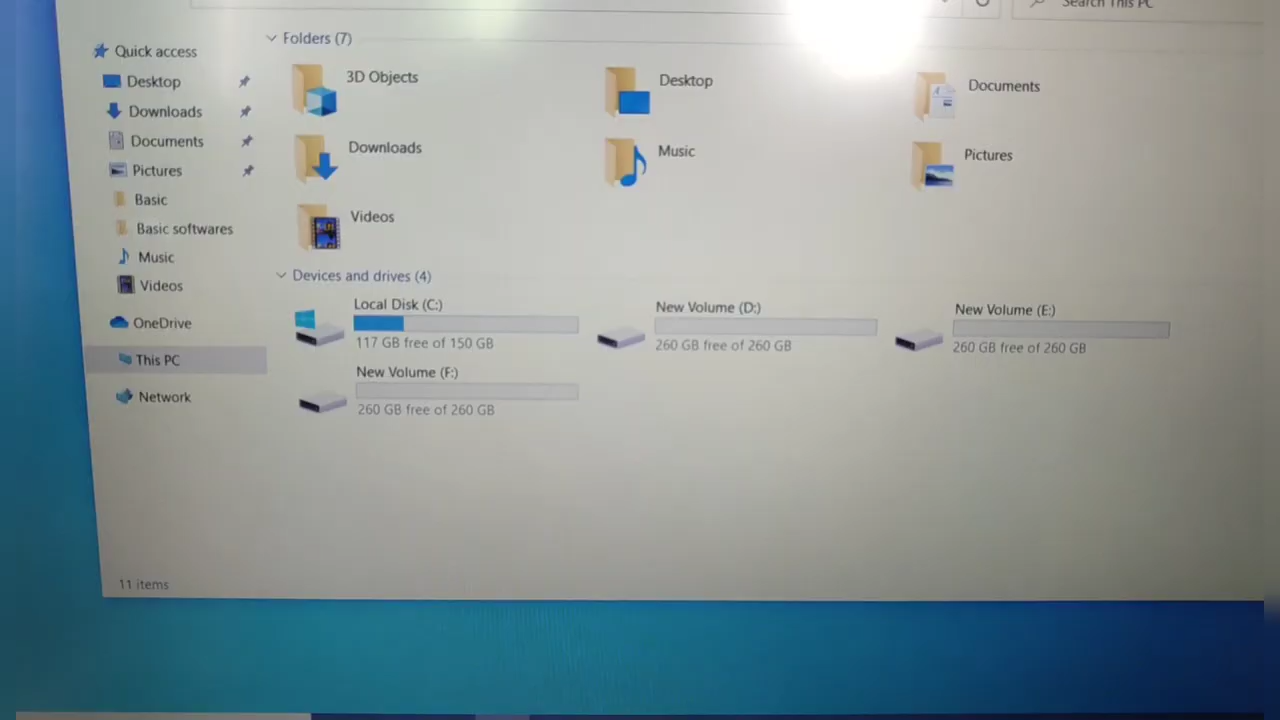 Search This PC
Quick access
Desktop
Downloads
Documents
Pictures
Basic
Basic softwares
Music
Videos
OneDrive
This PC
Network
Folders (7)
3D Objects
Desktop
Documents
Downloads
Music
Pictures
Videos
Devices and drives (4)
Local Disk (C:)
117 GB free of 150 GB
New Volume (D:)
260 GB free of 260 GB
New Volume (E:)
260 GB free of 260 GB
New Volume (F:)
260 GB free of 260 GB
11 items